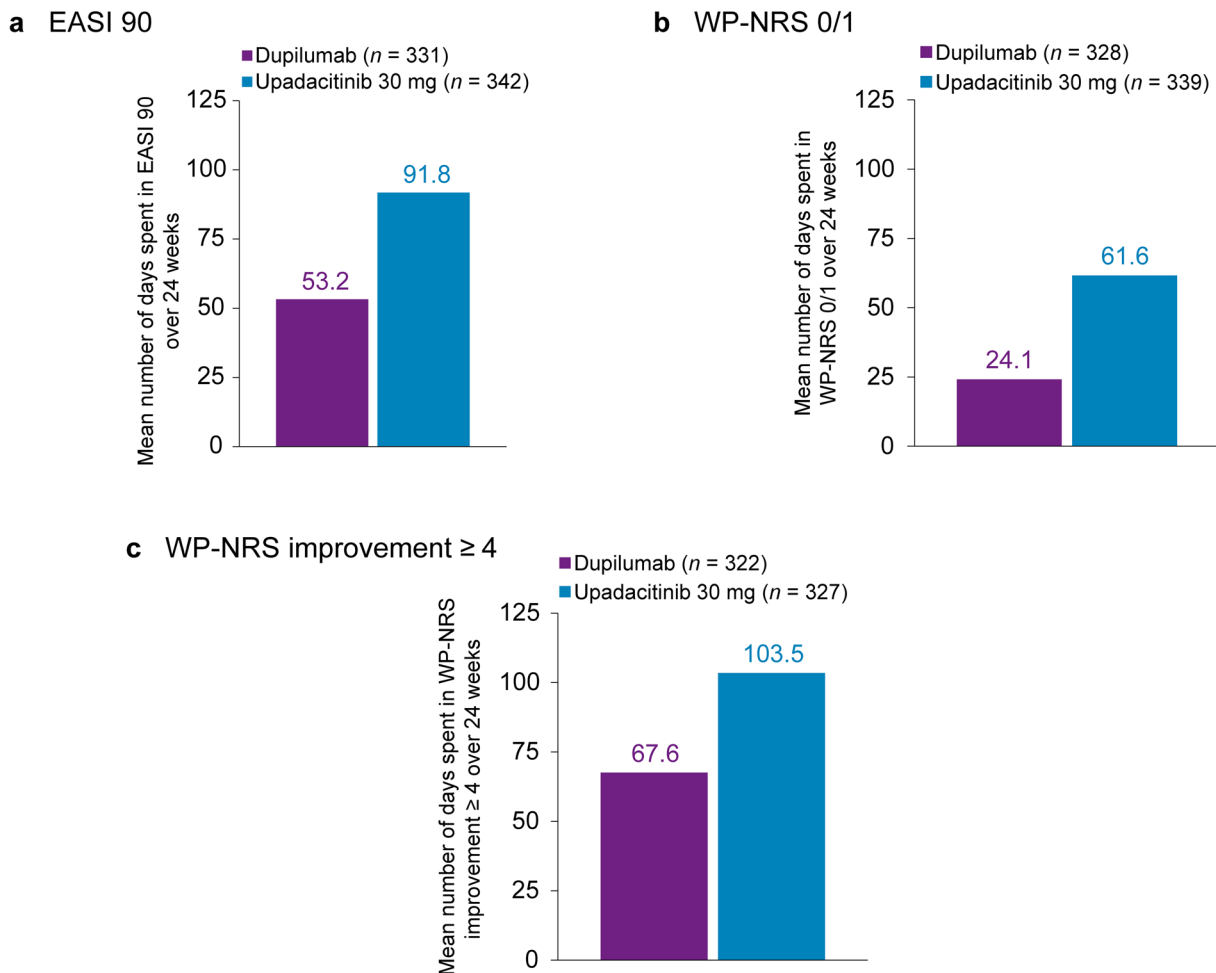 a EASI 90
Dupilumab (n = 331)
Upadacitinib 30 mg (n = 342)
Mean number of days spent in EASI 90
over 24 weeks
125
100
75
50
25
0
53.2
91.8
b WP-NRS 0/1
Dupilumab (n = 328)
Upadacitinib 30 mg (n = 339)
Mean number of days spent in
WP-NRS 0/1 over 24 weeks
125
100
75
50
25
0
24.1
61.6
c WP-NRS improvement ≥ 4
Dupilumab (n = 322)
Upadacitinib 30 mg (n = 327)
Mean number of days spent in WP-NRS
improvement ≥ 4 over 24 weeks
125
100
75
50
25
0
67.6
103.5